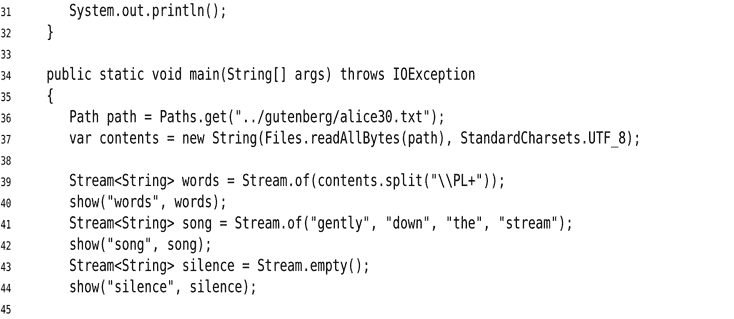 31 System.out.println();
32 }
33
34 public static void main(String[] args) throws IOException
35 {
36 Path path = Paths.get("../gutenberg/alice30.txt");
37 var contents = new String(Files.readAllBytes(path), StandardCharsets.UTF_8);
38
39 Stream<String> words = Stream.of(contents.split("\\PL+"));
40 show("words", words);
41 Stream<String> song = Stream.of("gently", "down", "the", "stream");
42 show("song", song);
43 Stream<String> silence = Stream.empty();
44 show("silence", silence);
45